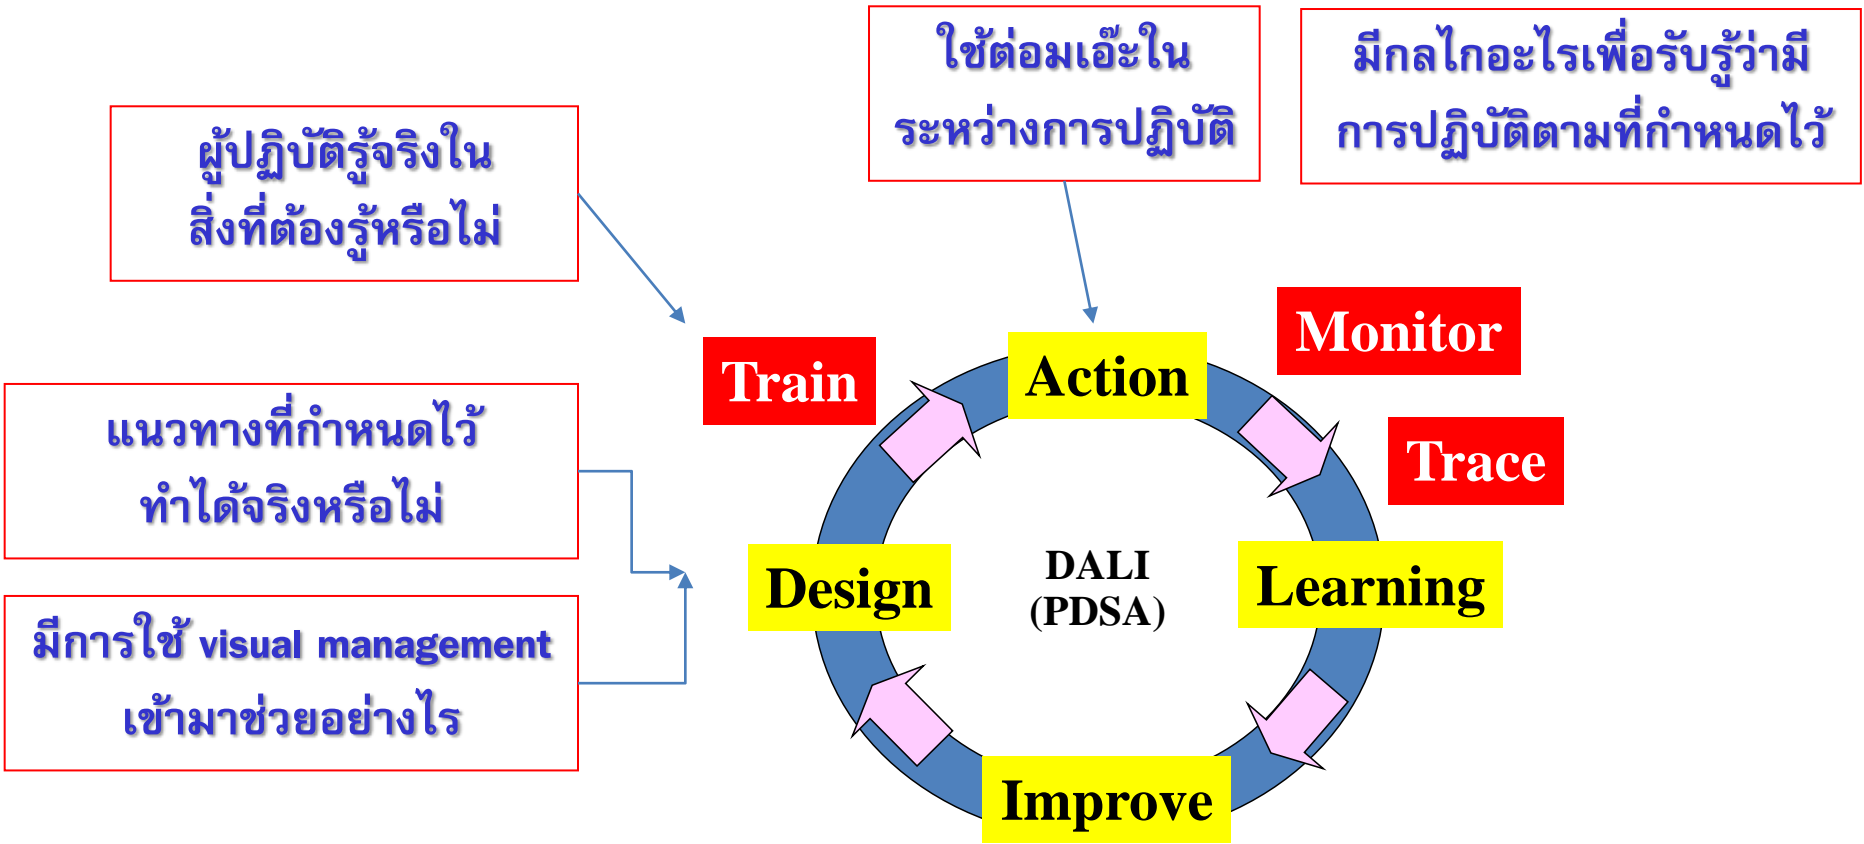 ใช้ต่อมเอ๊ะใน
ระหว่างการปฏิบัติ
มีกลไกอะไรเพื่อรับรู้ว่ามี
การปฏิบัติตามที่กำหนดไว้
ผู้ปฏิบัติรู้จริงใน
สิ่งที่ต้องรู้หรือไม่
Monitor
Train
Action
Trace
แนวทางที่กำหนดไว้
ทำได้จริงหรือไม่
Design
DALI
(PDSA)
Learning
มีการใช้ visual management
เข้ามาช่วยอย่างไร
Improve